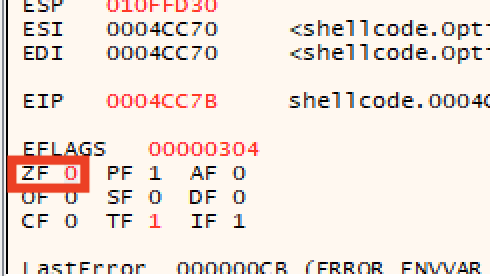 ESP 010FFD30
ESI 0004CC70 <shellcode.Opt
EDI 0004CC70 <shellcode.Opt
EIP 0004CC7B shellcode.0004C
EFLAGS 00000304
ZF 0 PF 1 AF 0
OF 0 SF 0 DF 0
CF 0 TF 1 IF 1
LastError 000000CB (ERROR_ENVVAR